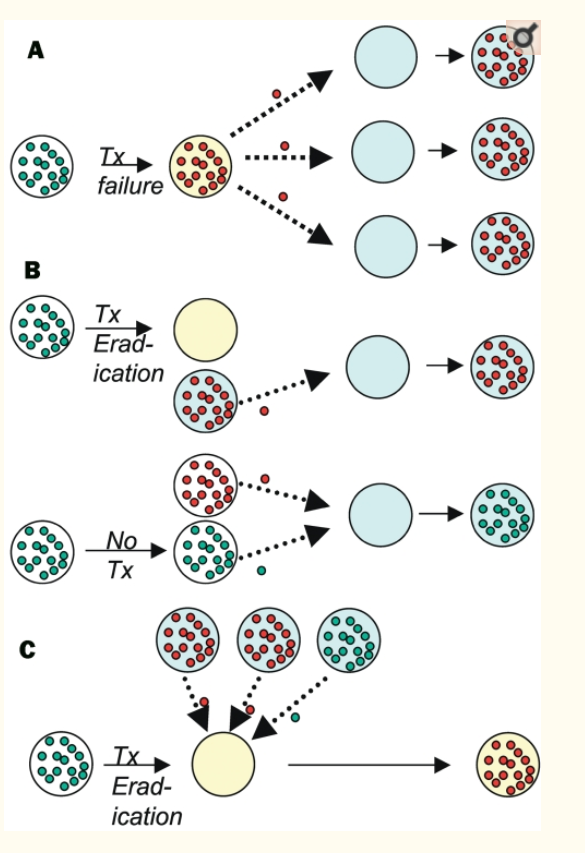 A
Tx
failure
B
Tx
Erad-
ication
No
Tx
C
Tx
Erad-
ication